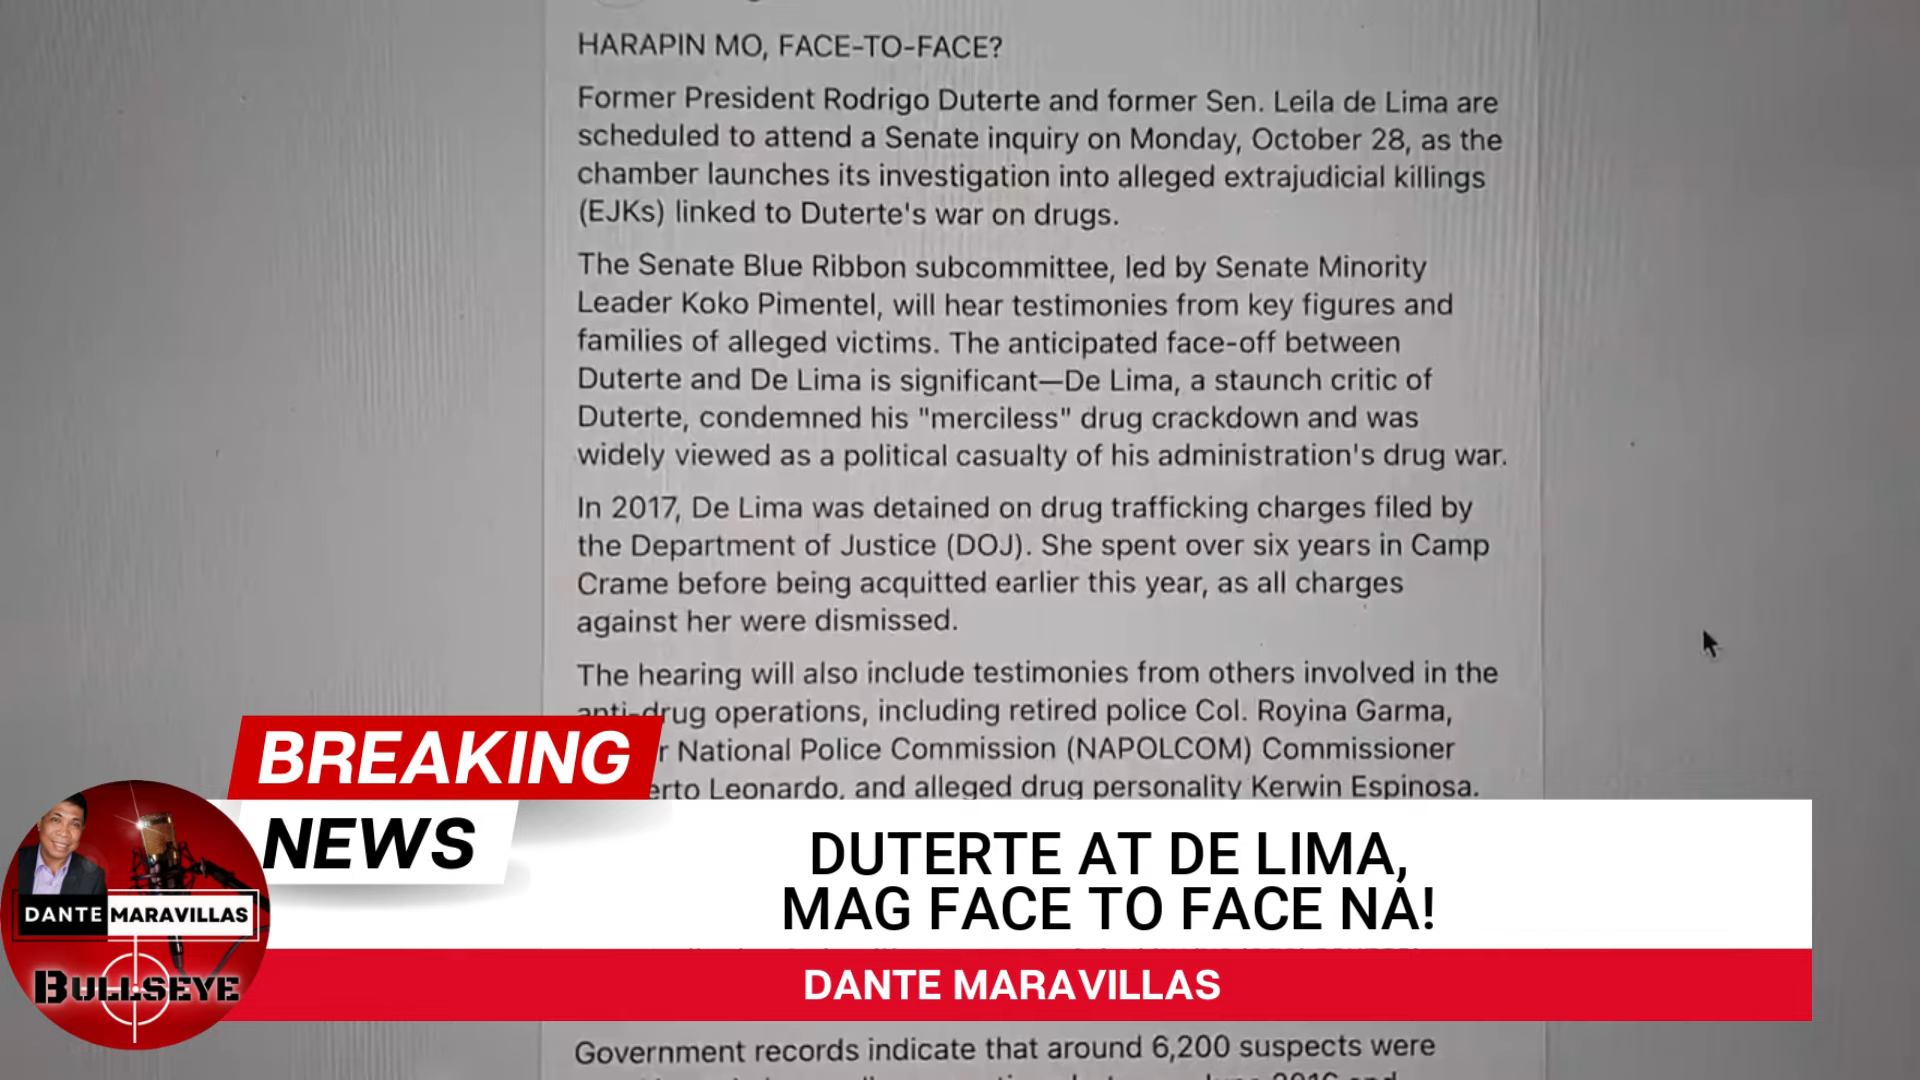 HARAPIN MO, FACE-TO-FACE?
Former President Rodrigo Duterte and former Sen. Leila de Lima are
scheduled to attend a Senate inquiry on Monday, October 28, as the
chamber launches its investigation into alleged extrajudicial killings
(EJKs) linked to Duterte's war on drugs.
The Senate Blue Ribbon subcommittee, led by Senate Minority
Leader Koko Pimentel, will hear testimonies from key figures and
families of alleged victims. The anticipated face-off between
Duterte and De Lima is significant—De Lima, a staunch critic of
Duterte, condemned his "merciless" drug crackdown and was
widely viewed as a political casualty of his administration's drug war.
In 2017, De Lima was detained on drug trafficking charges filed by
the Department of Justice (DOJ). She spent over six years in Camp
Crame before being acquitted earlier this year, as all charges
against her were dismissed.
The hearing will also include testimonies from others involved in the
anti-drug operations, including retired police Col. Royina Garma,
National Police Commission (NAPOLCOM) Commissioner
Leonardo, and alleged drug personality Kerwin Espinosa.
BREAKING
NEWS
DUTERTE AT DE LIMA,
MAG FACE TO FACE NA!
DANTE MARAVILLAS
DANTE MARAVILLAS
BULLSEYE
Government records indicate that around 6,200 suspects were